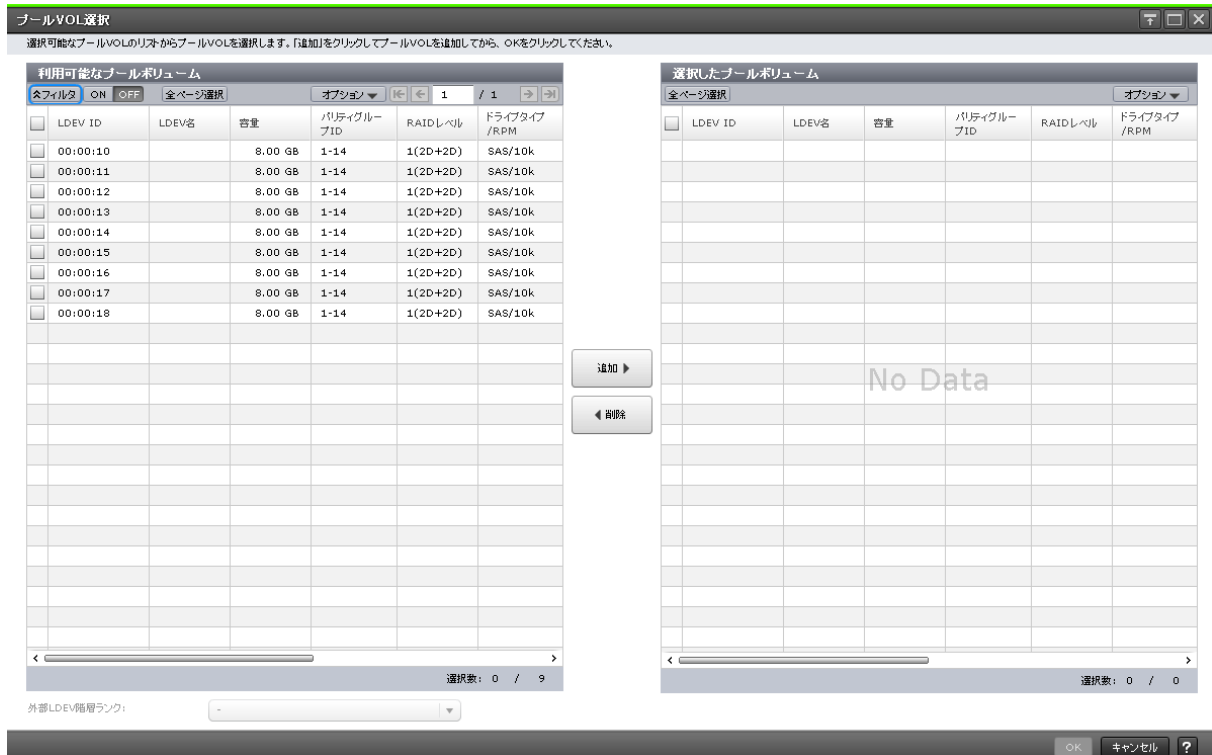 プールVOL選択
選択可能なプールVOLのリストからプールVOLを選択します。「追加」をクリックしてプールVOLを追加してから、OKをクリックしてください。
利用可能なプールボリューム
フィルタ ON OFF 全ページ選択 オプション 1 / 1
LDEV ID LDEV名 容量 パリティグループID RAIDレベル ドライブタイプ/RPM
00:00:10 8.00 GB 1-14 1(2D+2D) SAS/10k
00:00:11 8.00 GB 1-14 1(2D+2D) SAS/10k
00:00:12 8.00 GB 1-14 1(2D+2D) SAS/10k
00:00:13 8.00 GB 1-14 1(2D+2D) SAS/10k
00:00:14 8.00 GB 1-14 1(2D+2D) SAS/10k
00:00:15 8.00 GB 1-14 1(2D+2D) SAS/10k
00:00:16 8.00 GB 1-14 1(2D+2D) SAS/10k
00:00:17 8.00 GB 1-14 1(2D+2D) SAS/10k
00:00:18 8.00 GB 1-14 1(2D+2D) SAS/10k
選択数: 0 / 9
外部LDEV階層ランク: -
追加
削除
選択したプールボリューム
全ページ選択 オプション
LDEV ID LDEV名 容量 パリティグループID RAIDレベル ドライブタイプ/RPM
No Data
選択数: 0 / 0
OK キャンセル ?